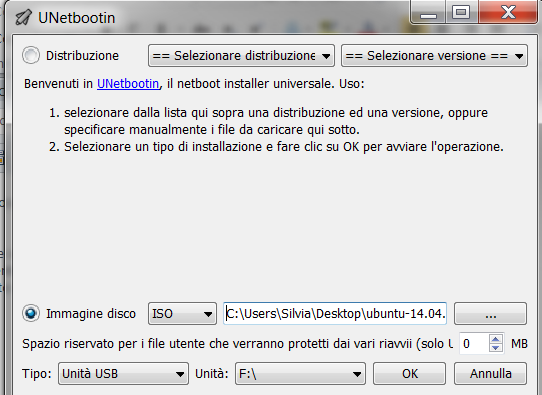 UNetbootin
Distribuzione == Selezionare distribuzione == Selezionare versione ==
Benvenuti in UNetbootin, il netboot installer universale. Uso:
1. selezionare dalla lista qui sopra una distribuzione ed una versione, oppure
specificare manualmente i file da caricare qui sotto.
2. Selezionare un tipo di installazione e fare clic su OK per avviare l'operazione.
Immagine disco ISO C:\Users\Silvia\Desktop\ubuntu-14.04. ...
Spazio riservato per i file utente che verranno protetti dai vari riavvii (solo 0 MB
Tipo: Unità USB Unità: F:\ OK Annulla